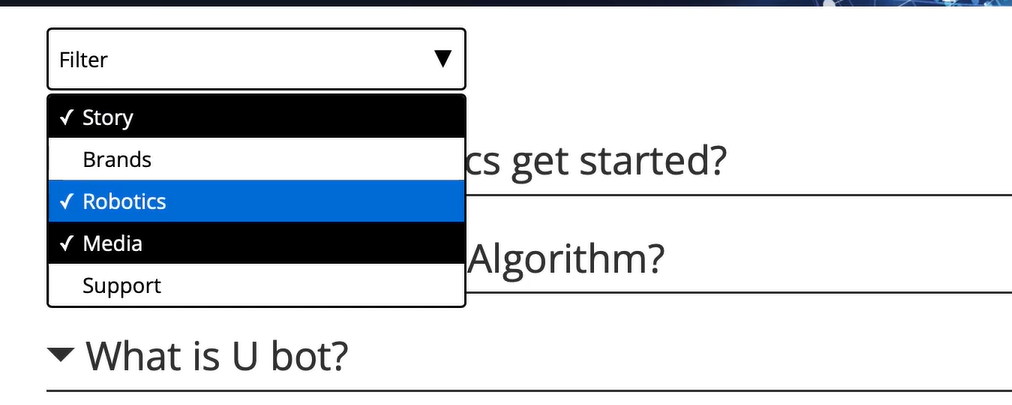 Filter
✓ Story
Brands
cs get started?
✓ Robotics
✓ Media
Algorithm?
Support
What is U bot?